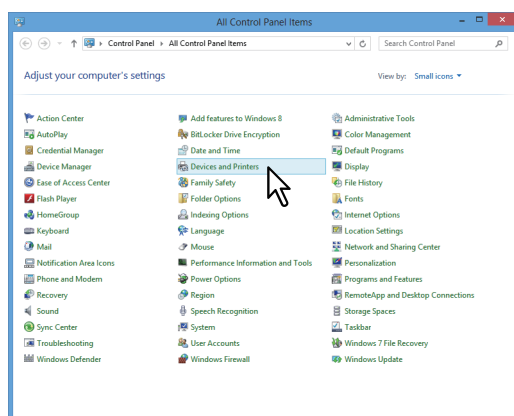 All Control Panel Items
Control Panel All Control Panel Items Search Control Panel
Adjust your computer's settings View by: Small icons
Action Center Add features to Windows 8 Administrative Tools
AutoPlay BitLocker Drive Encryption Color Management
Credential Manager Date and Time Default Programs
Device Manager Devices and Printers Display
Ease of Access Center Family Safety File History
Flash Player Folder Options Fonts
HomeGroup Indexing Options Internet Options
Keyboard Language Location Settings
Mail Mouse Network and Sharing Center
Notification Area Icons Performance Information and Tools Personalization
Phone and Modem Power Options Programs and Features
Recovery Region RemoteApp and Desktop Connections
Sound Speech Recognition Storage Spaces
Sync Center System Taskbar
Troubleshooting User Accounts Windows 7 File Recovery
Windows Defender Windows Firewall Windows Update